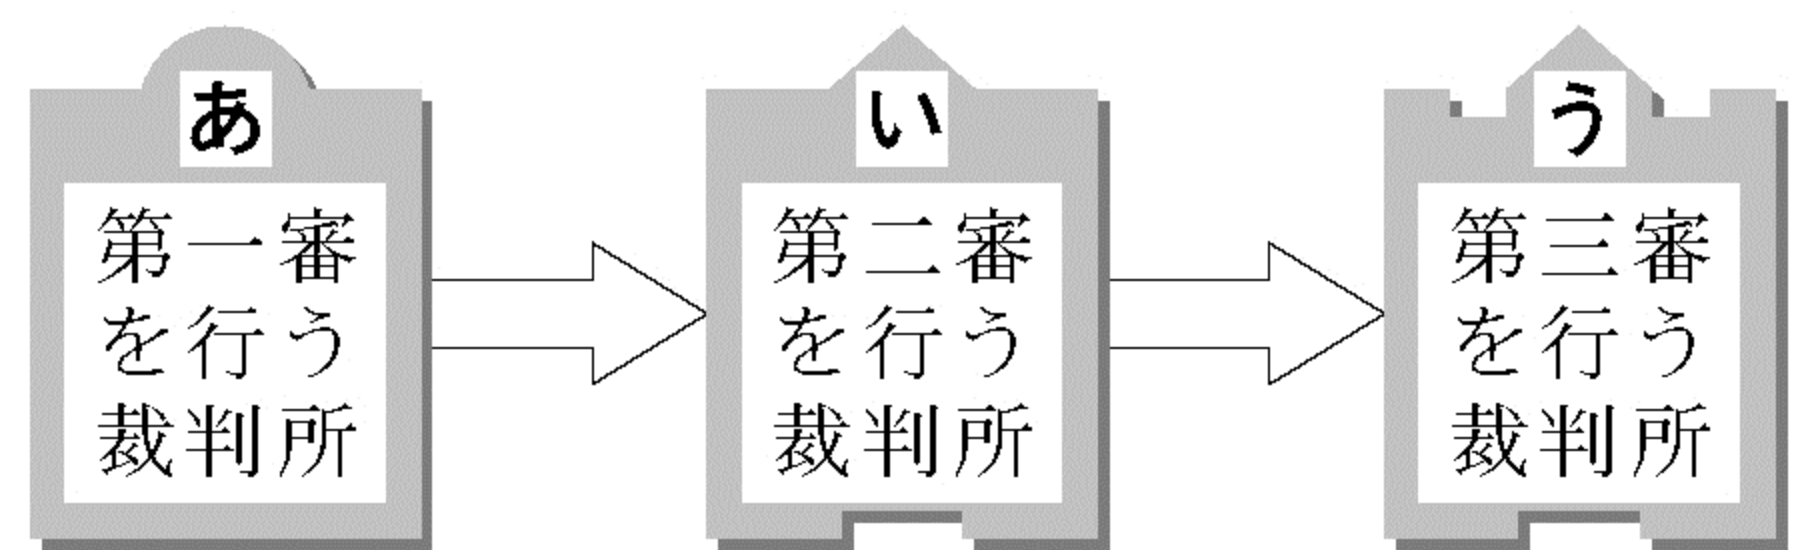 あ
第一審
を行う
裁判所
い
第二審
を行う
裁判所
う
第三審
を行う
裁判所